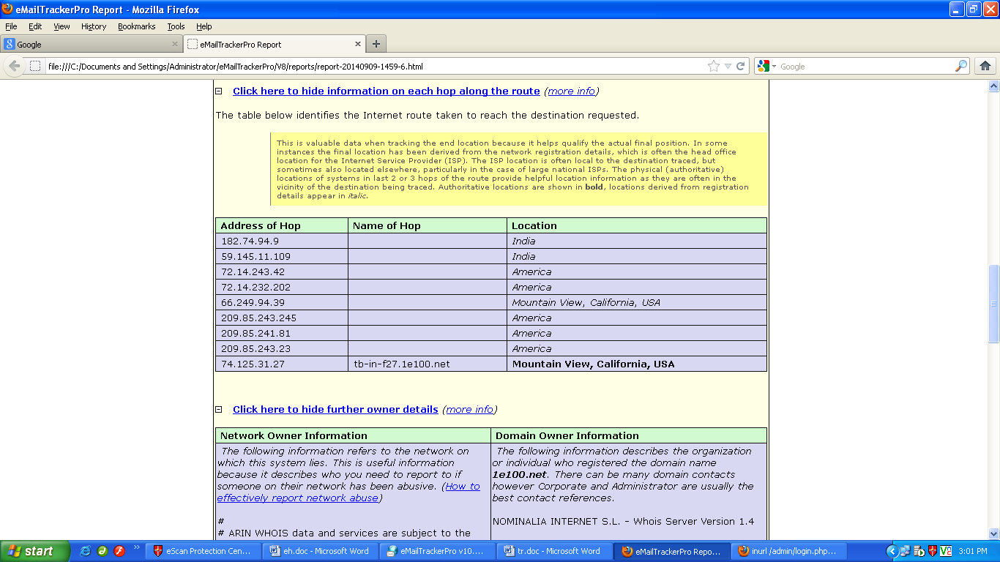 eMailTrackerPro Report - Mozilla Firefox
File Edit View History Bookmarks Tools Help
Google
eMailTrackerPro Report
file:///C:/Documents and Settings/Administrator/eMailTrackerPro/V8/reports/report-20140909-1459-6.html
Google
Click here to hide information on each hop along the route (more info)
The table below identifies the Internet route taken to reach the destination requested.
This is valuable data when tracking the end location because it helps qualify the actual final position. In some
instances the final location has been derived from the network registration details, which is often the head office
location for the Internet Service Provider (ISP). The ISP location is often local to the destination traced, but
sometimes also located elsewhere, particularly in the case of large national ISPs. The physical (authoritative)
locations of systems in last 2 or 3 hops of the route provide helpful location information as they are often in the
vicinity of the destination being traced. Authoritative locations are shown in bold, locations derived from registration
details appear in italic.
Address of Hop Name of Hop Location
182.74.94.9 India
59.145.11.109 India
72.14.243.42 America
72.14.232.202 America
66.249.94.39 Mountain View, California, USA
209.85.243.245 America
209.85.241.81 America
209.85.243.23 America
74.125.31.27 tb-in-f27.1e100.net Mountain View, California, USA
Click here to hide further owner details (more info)
Network Owner Information
The following information refers to the network on
which this system lies. This is useful information
because it describes who you need to report to if
someone on their network has been abusive. (How to
effectively report network abuse)
#
# ARIN WHOIS data and services are subject to the
Domain Owner Information
The following information describes the organization
or individual who registered the domain name
1e100.net. There can be many domain contacts
however Corporate and Administrator are usually the
best contact references.
NOMINALIA INTERNET S.L. - Whois Server Version 1.4
start
eScan Protection Cen...
eh.doc - Microsoft Word
eMailTrackerPro v10....
tr.doc - Microsoft Word
eMailTrackerPro Repo...
inurl /admin/login.php...
3:01 PM